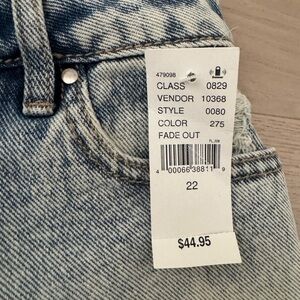 479098
CLASS 0829
VENDOR 10368
STYLE 0080
COLOR 275
FADE OUT
4 00066 38811 9
22
$44.95